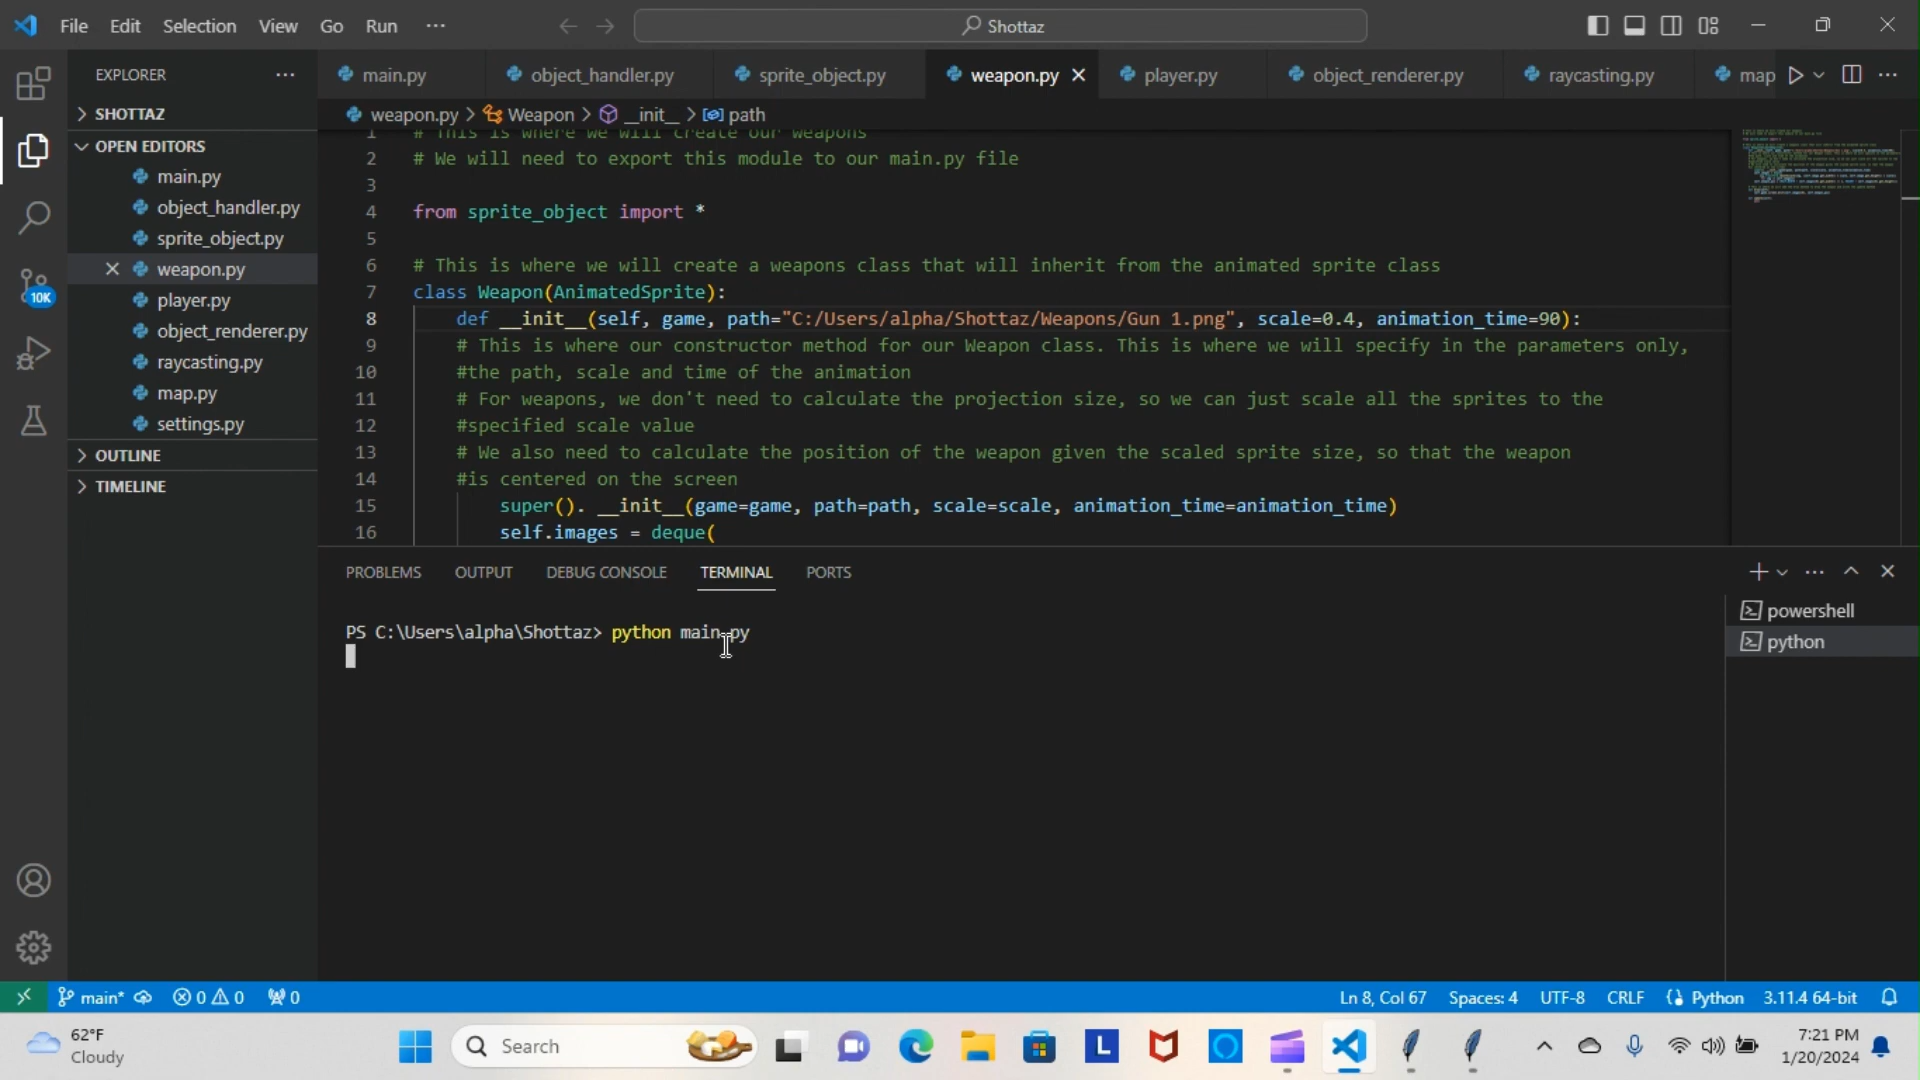 File Edit Selection View Go Run ···
Shottaz
EXPLORER
SHOTTAZ
OPEN EDITORS
main.py
object_handler.py
sprite_object.py
weapon.py
player.py
object_renderer.py
raycasting.py
map.py
settings.py
OUTLINE
TIMELINE
10K
main.py object_handler.py sprite_object.py weapon.py player.py object_renderer.py raycasting.py map
weapon.py > Weapon > __init__ > path
1 # This is where we will create our weapons
2 # We will need to export this module to our main.py file
3
4 from sprite_object import *
5
6 # This is where we will create a weapons class that will inherit from the animated sprite class
7 class Weapon(AnimatedSprite):
8 def __init__(self, game, path="C:/Users/alpha/Shottaz/Weapons/Gun 1.png", scale=0.4, animation_time=90):
9 # This is where our constructor method for our Weapon class. This is where we will specify in the parameters only,
10 #the path, scale and time of the animation
11 # For weapons, we don't need to calculate the projection size, so we can just scale all the sprites to the
12 #specified scale value
13 # We also need to calculate the position of the weapon given the scaled sprite size, so that the weapon
14 #is centered on the screen
15 super(). __init__(game=game, path=path, scale=scale, animation_time=animation_time)
16 self.images = deque(
PROBLEMS OUTPUT DEBUG CONSOLE TERMINAL PORTS
PS C:\Users\alpha\Shottaz> python main.py
powershell
python
main* 0 0 0
Ln 8, Col 67 Spaces: 4 UTF-8 CRLF Python 3.11.4 64-bit
62°F
Cloudy
Search
L
7:21 PM
1/20/2024